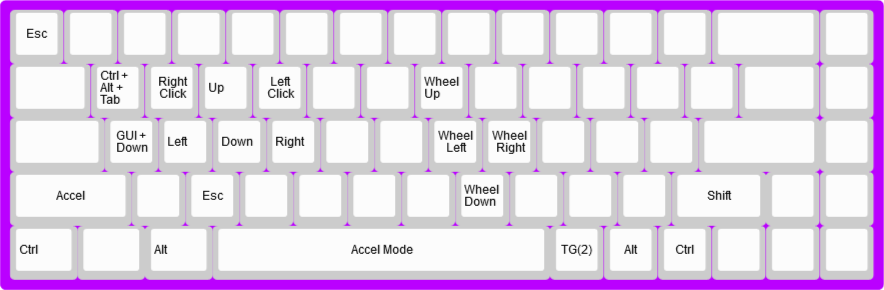 Esc
Ctrl +
Alt +
Tab
Right
Click
Up
Left
Click
Wheel
Up
GUI +
Down
Left
Down
Right
Wheel
Left
Wheel
Right
Accel
Esc
Wheel
Down
Shift
Ctrl
Alt
Accel Mode
TG(2)
Alt
Ctrl